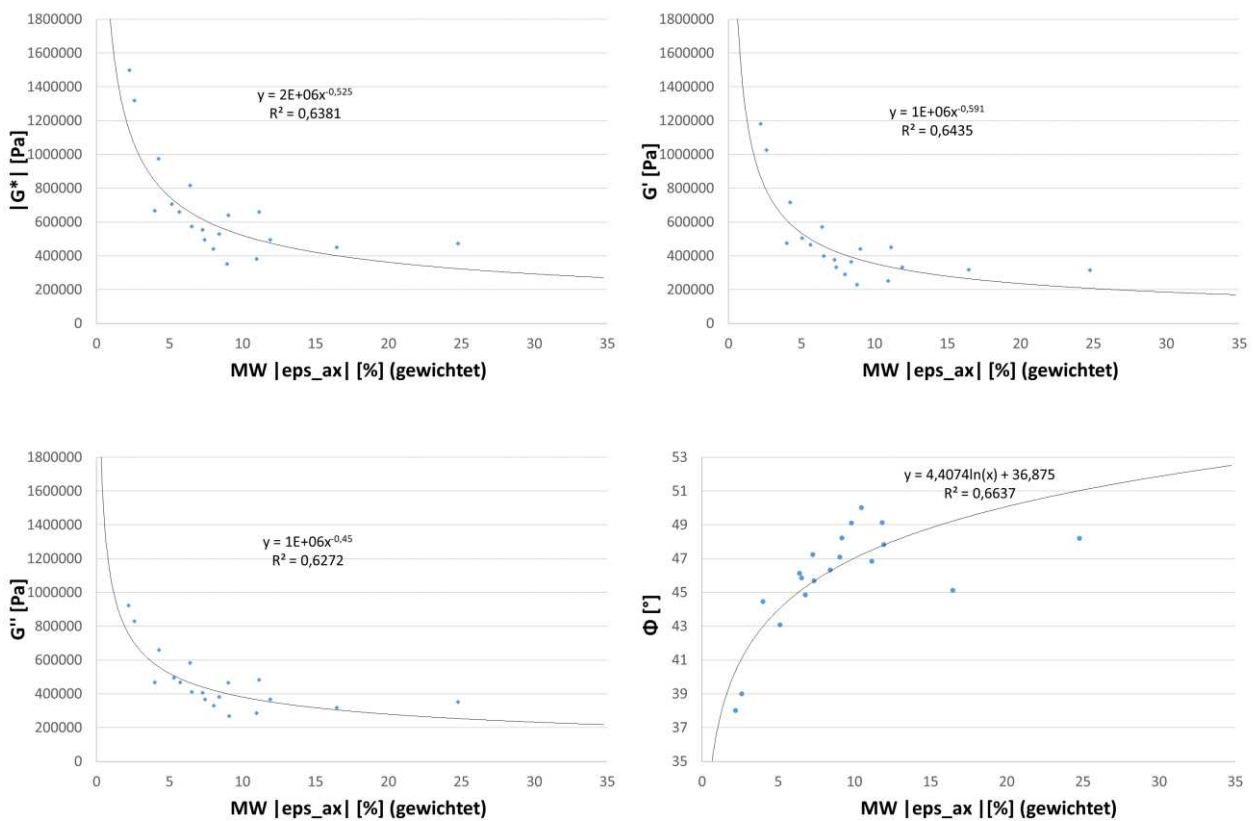 1800000
1600000
1400000
1200000
1000000
800000
600000
400000
200000
0
|G*| [Pa]
y = 2E+06x^-0,525
R² = 0,6381
0 5 10 15 20 25 30 35
MW |eps_ax| [%] (gewichtet)
1800000
1600000
1400000
1200000
1000000
800000
600000
400000
200000
0
G' [Pa]
y = 1E+06x^-0,591
R² = 0,6435
0 5 10 15 20 25 30 35
MW |eps_ax| [%] (gewichtet)
1800000
1600000
1400000
1200000
1000000
800000
600000
400000
200000
0
G'' [Pa]
y = 1E+06x^-0,45
R² = 0,6272
0 5 10 15 20 25 30 35
MW |eps_ax| [%] (gewichtet)
53
51
49
47
45
43
41
39
37
35
Φ [°]
y = 4,4074ln(x) + 36,875
R² = 0,6637
0 5 10 15 20 25 30 35
MW |eps_ax |[%] (gewichtet)